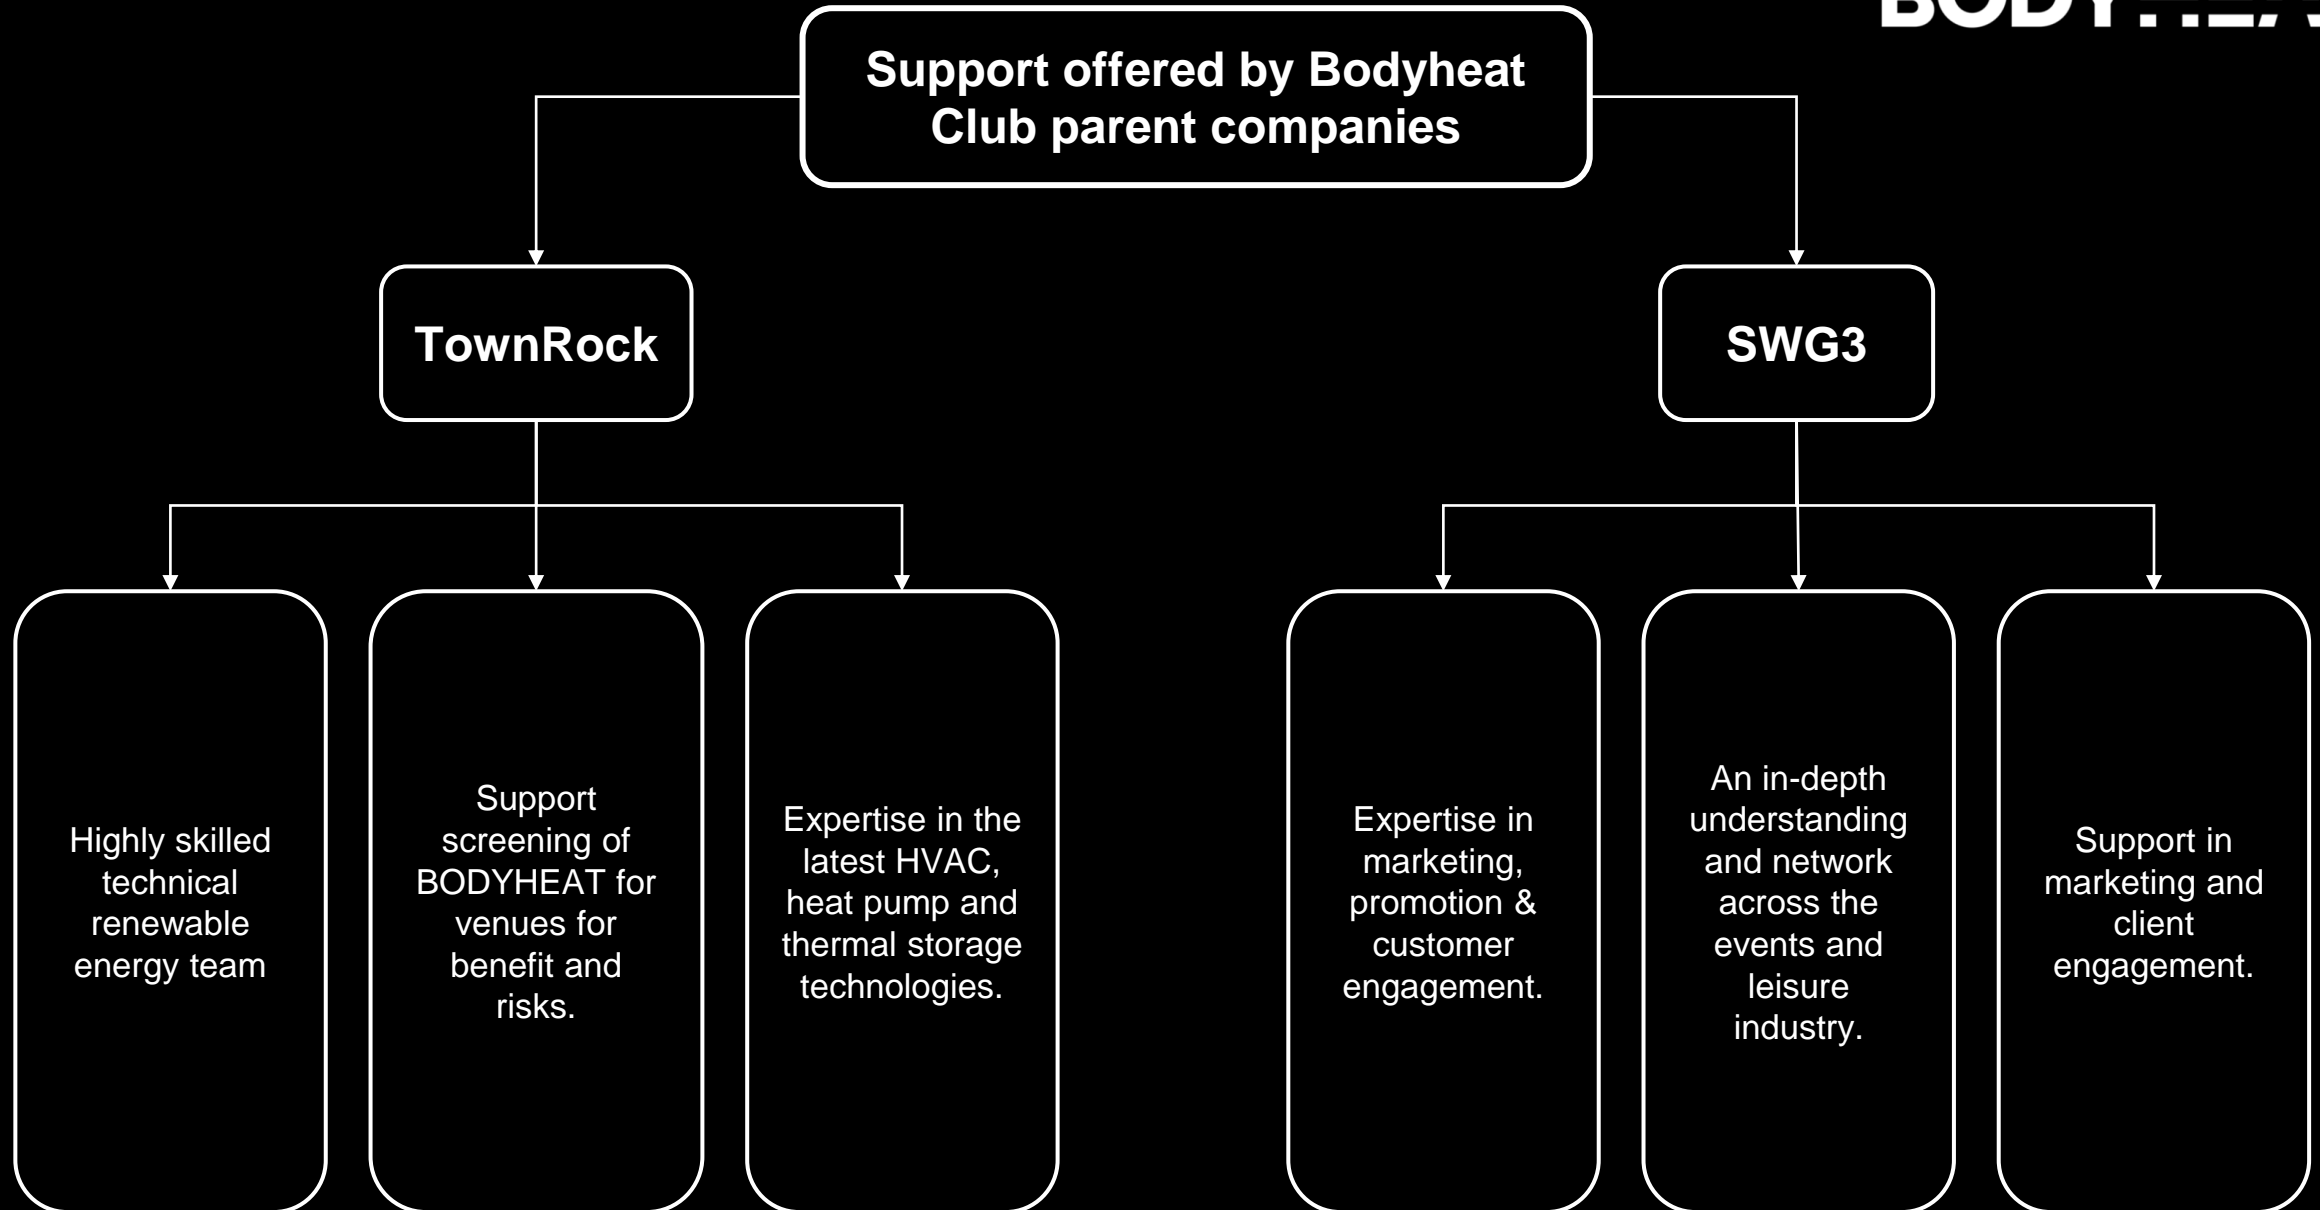 BODY
Support offered by Bodyheat
Club parent companies
TownRock
SWG3
Highly skilled
technical
renewable
energy team
Support
screening of
BODYHEAT for
venues for
benefit and
risks.
Expertise in the
latest HVAC,
heat pump and
thermal storage
technologies.
Expertise in
marketing,
promotion &
customer
engagement.
An in-depth
understanding
and network
across the
events and
leisure
industry.
Support in
marketing and
client
engagement.